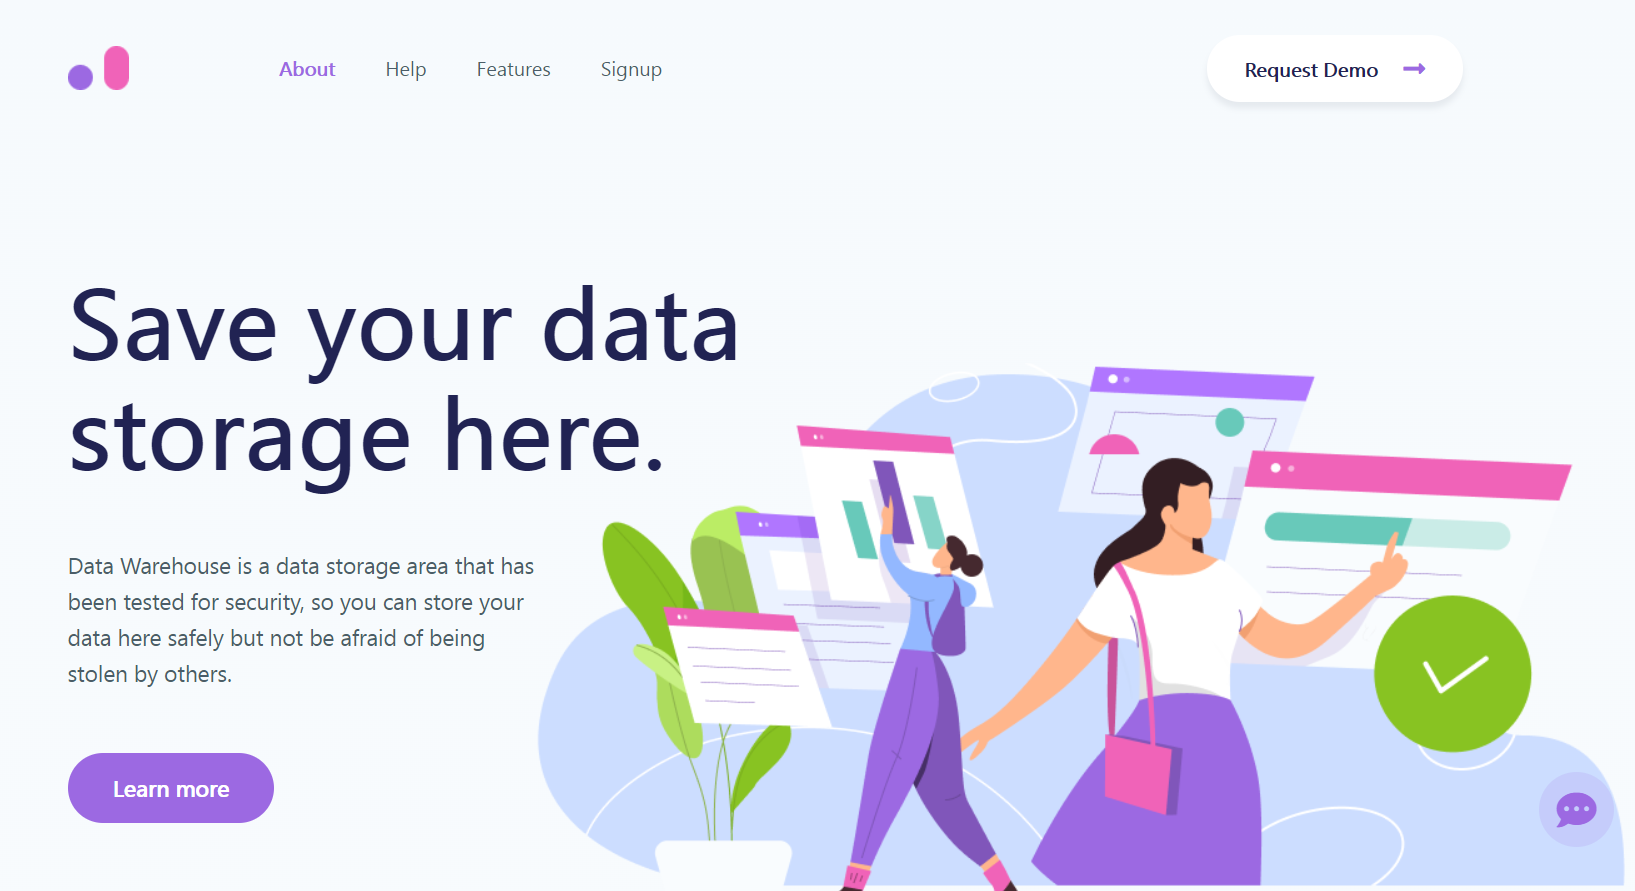 About Help Features Signup Request Demo
Save your data
storage here.
Data Warehouse is a data storage area that has
been tested for security, so you can store your
data here safely but not be afraid of being
stolen by others.
Learn more